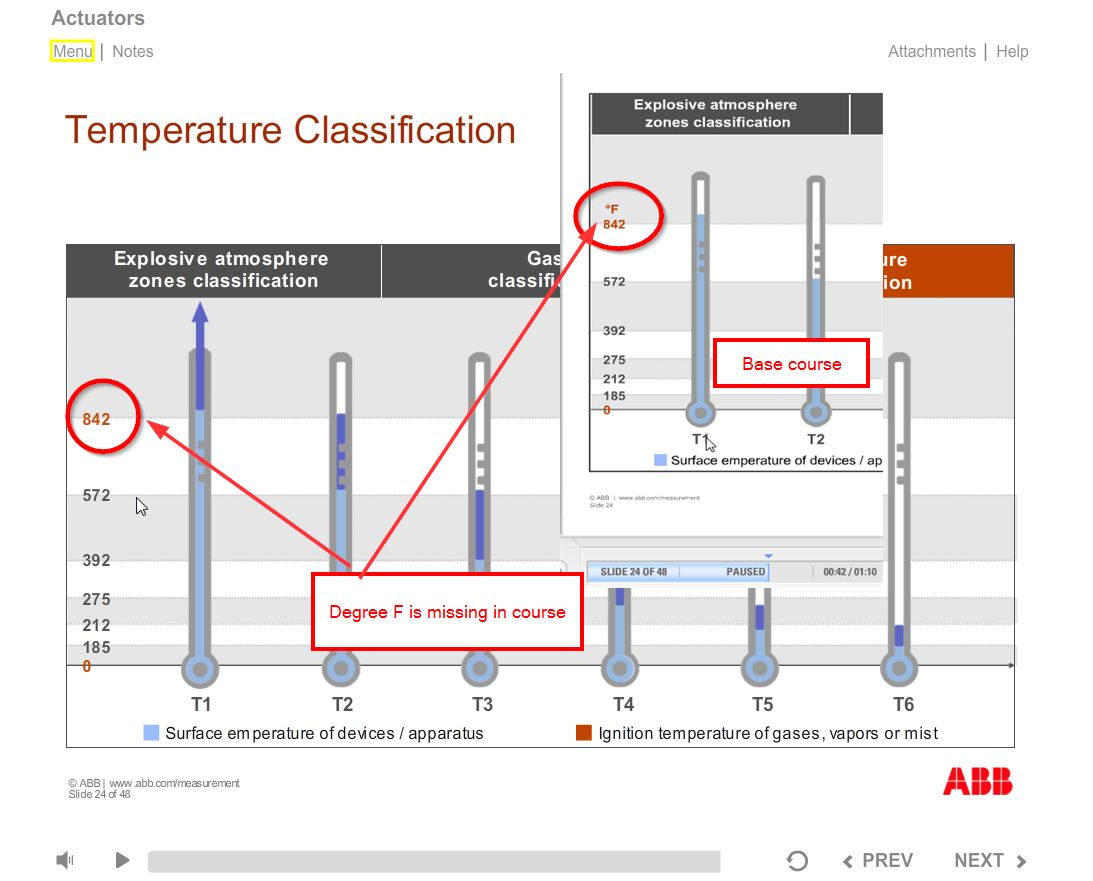 Actuators
Menu | Notes
Attachments | Help
Temperature Classification
Explosive atmosphere
zones classification
Gas
classifi
ure
ion
842
572
392
275
212
185
0
T1
T2
T3
T4
T5
T6
Surface emperature of devices / apparatus
Ignition temperature of gases, vapors or mist
Explosive atmosphere
zones classification
°F
842
572
392
275
212
185
0
T1
T2
Surface emperature of devices / ap
© ABB | www.abb.com/measurement
Slide 24
SLIDE 24 OF 48
PAUSED
00:42 / 01:10
Base course
Degree F is missing in course
© ABB | www.abb.com/measurement
Slide 24 of 48
ABB
PREV
NEXT